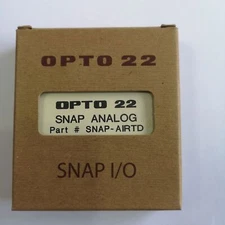 OPTO 22
OPTO 22
SNAP ANALOG
Part # SNAP-AIRTD
SNAP I/O